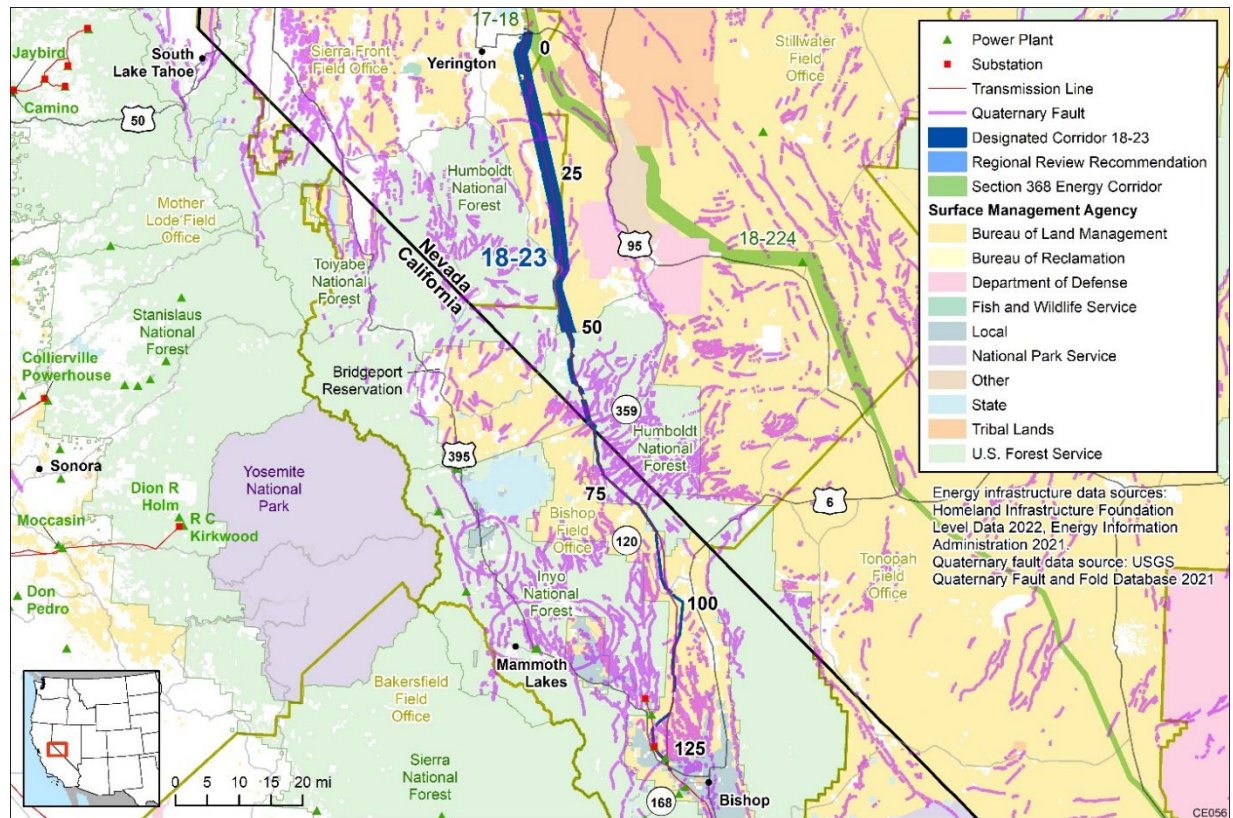 17-18
0
Jaybird
South
Lake Tahoe
Sierra Front
Field Office
Yerington
Stillwater
Field
Office
Camino
50
Mother
Lode Field
Office
Humboldt
National
Forest
25
95
18-224
18-23
Nevada
California
Toiyabe
National
Forest
Stanislaus
National
Forest
50
Collierville
Powerhouse
Bridgeport
Reservation
359
Humboldt
National
Forest
395
Sonora
Yosemite
National
Park
75
6
Dion R
Holm
R C
Kirkwood
Moccasin
Bishop
Field
Office
120
Tonopah
Field
Office
Don
Pedro
Inyo
National
Forest
100
Mammoth
Lakes
Bakersfield
Field
Office
Sierra
National
Forest
125
168
Bishop
0 5 10 20 mi
Power Plant
Substation
Transmission Line
Quaternary Fault
Designated Corridor 18-23
Regional Review Recommendation
Section 368 Energy Corridor
Surface Management Agency
Bureau of Land Management
Bureau of Reclamation
Department of Defense
Fish and Wildlife Service
Local
National Park Service
Other
State
Tribal Lands
U.S. Forest Service
Energy infrastructure data sources:
Homeland Infrastructure Foundation
Level Data 2022, Energy Information
Administration 2021.
Quaternary fault data source: USGS
Quaternary Fault and Fold Database 2021
CE056